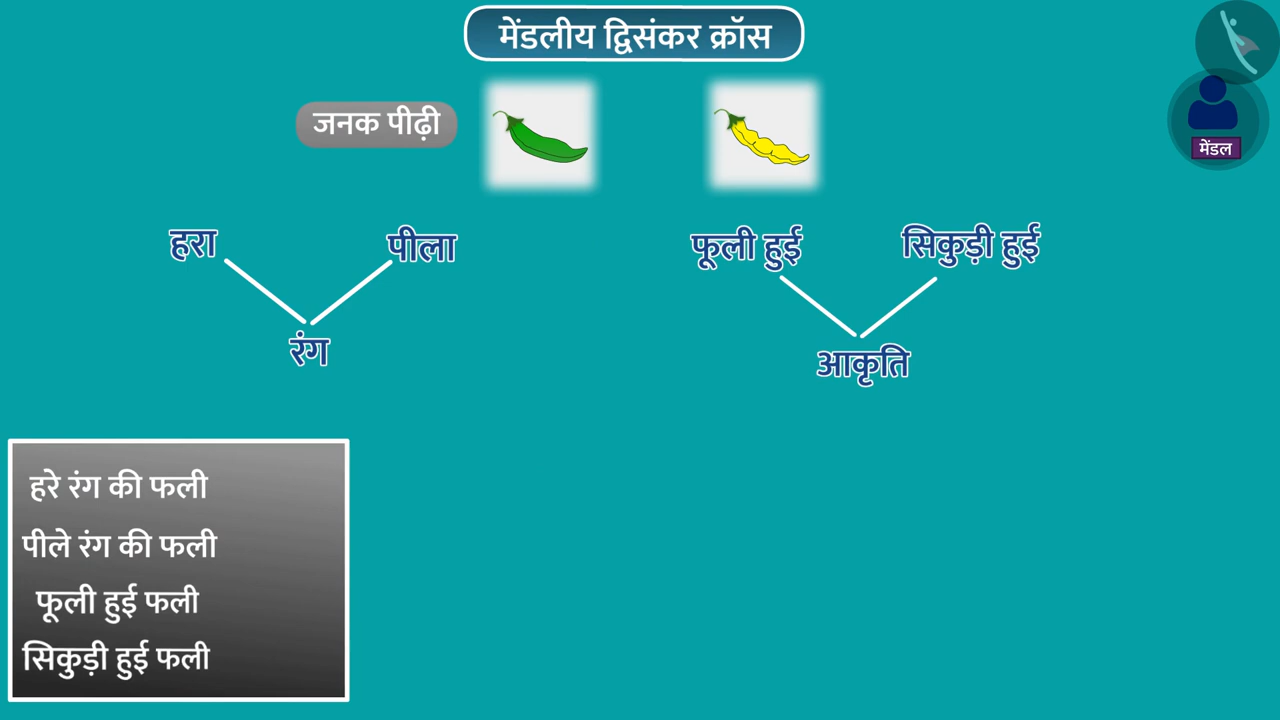 मेंडलीय द्विसंकर क्रॉस
जनक पीढ़ी
मेंडल
हरा
पीला
फूली हुई
सिकुड़ी हुई
रंग
आकृति
हरे रंग की फली
पीले रंग की फली
फूली हुई फली
सिकुड़ी हुई फली